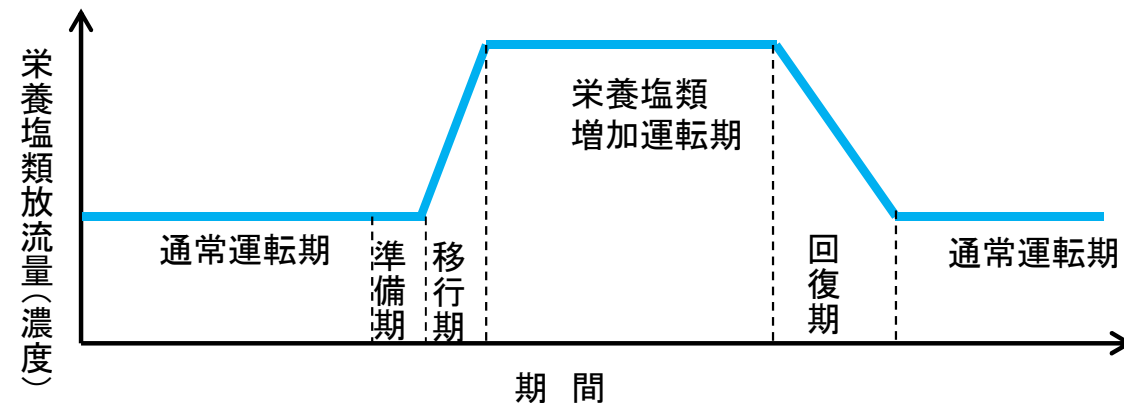 栄養塩類放流量(濃度)
栄養塩類
増加運転期
通常運転期
準備期
移行期
回復期
通常運転期
期 間